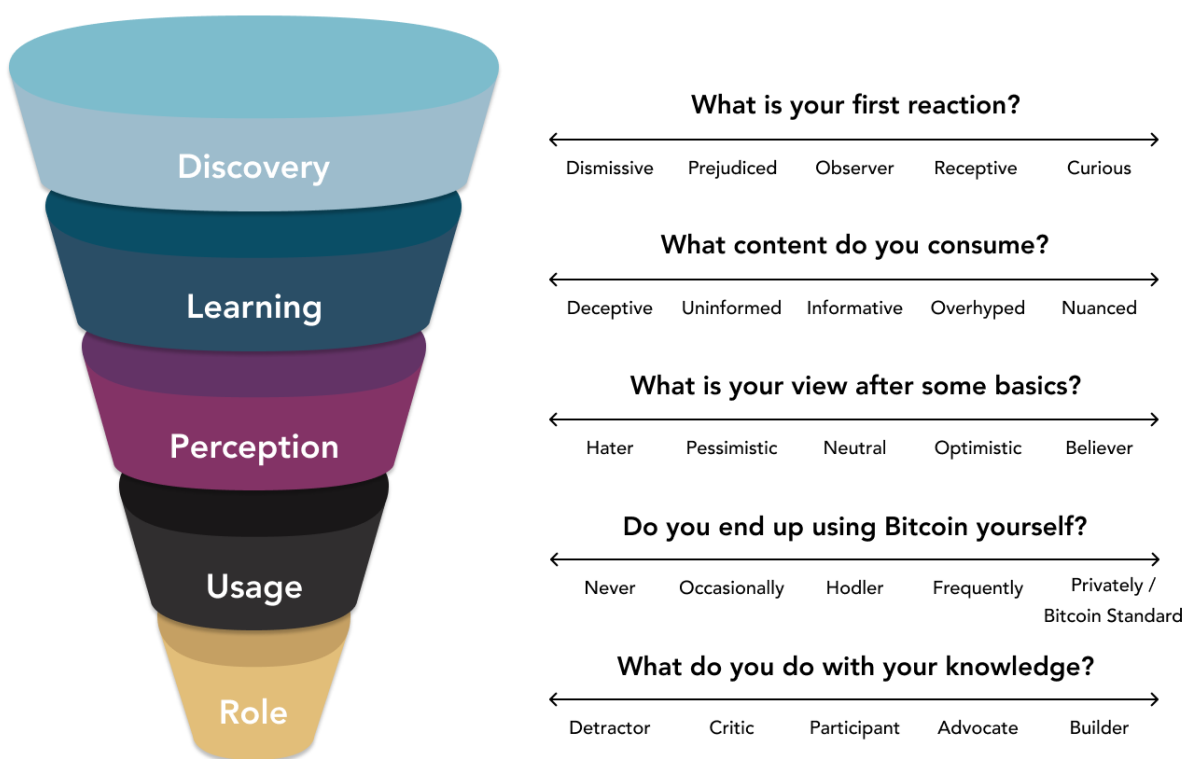 What is your first reaction?
Discovery
Dismissive Prejudiced Observer Receptive Curious
What content do you consume?
Learning
Deceptive Uninformed Informative Overhyped Nuanced
What is your view after some basics?
Perception
Hater Pessimistic Neutral Optimistic Believer
Do you end up using Bitcoin yourself?
Usage
Never Occasionally Hodler Frequently Privately /
Bitcoin Standard
What do you do with your knowledge?
Role
Detractor Critic Participant Advocate Builder